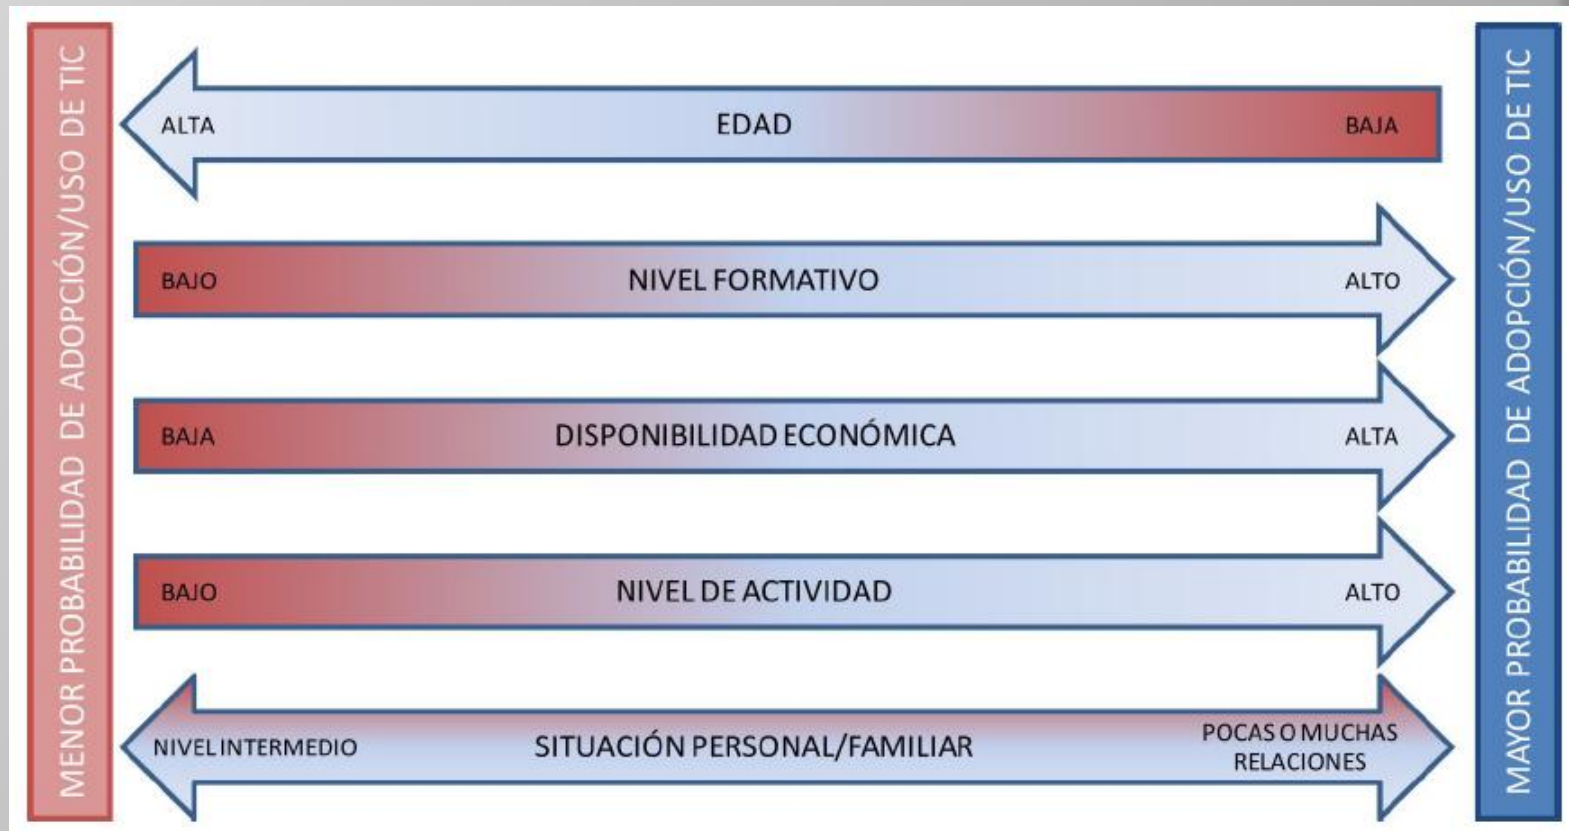 MENOR PROBABILIDAD DE ADOPCIÓN/USO DE TIC
ALTA EDAD BAJA
BAJO NIVEL FORMATIVO ALTO
BAJA DISPONIBILIDAD ECONÓMICA ALTA
BAJO NIVEL DE ACTIVIDAD ALTO
NIVEL INTERMEDIO SITUACIÓN PERSONAL/FAMILIAR POCAS O MUCHAS
RELACIONES
MAYOR PROBABILIDAD DE ADOPCIÓN/USO DE TIC